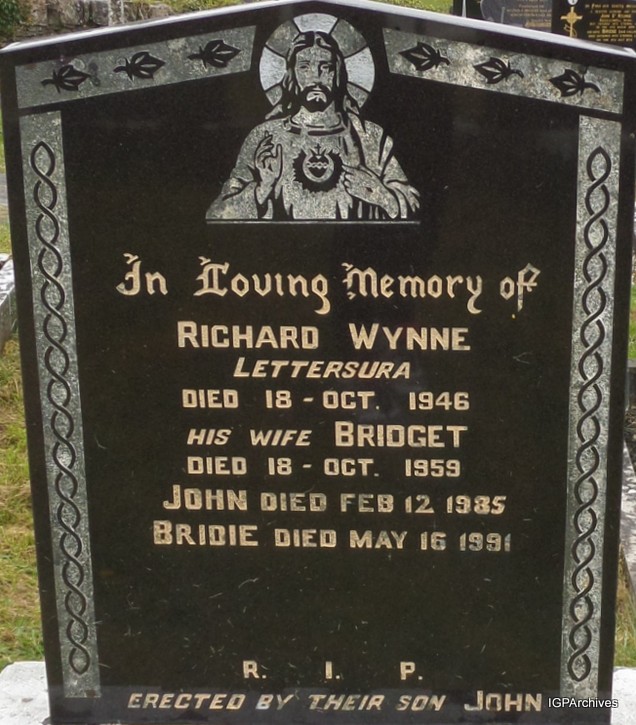 In Loving Memory of
RICHARD WYNNE
LETTERSURA
DIED 18 - OCT. 1946
HIS WIFE BRIDGET
DIED 18 - OCT. 1959
JOHN DIED FEB 12 1985
BRIDIE DIED MAY 16 1991
R. I. P.
ERECTED BY THEIR SON JOHN
IGPArchives